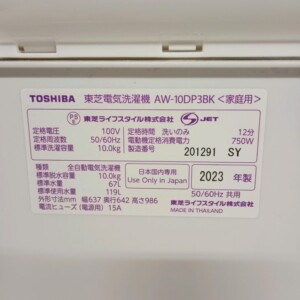 TOSHIBA 東芝電気洗濯機 AW-10DP3BK <家庭用>
PS E 東芝ライフスタイル株式会社 S JET
定格電圧 100V 定格時間 洗いのみ 12分
定格周波数 50/60Hz 電動機定格消費電力 750W
標準洗濯容量 10.0kg 製造番号 201291 SY
種類 全自動電気洗濯機
標準脱水容量 10.0kg
標準水量 67L
標準使用水量 119L
外形寸法mm 幅637 奥行642 高さ986
電流ヒューズ(電源用) 15A
日本国内専用
Use Only in Japan
2023 年製
50/60Hz 共用
東芝ライフスタイル株式会社
MADE IN THAILAND